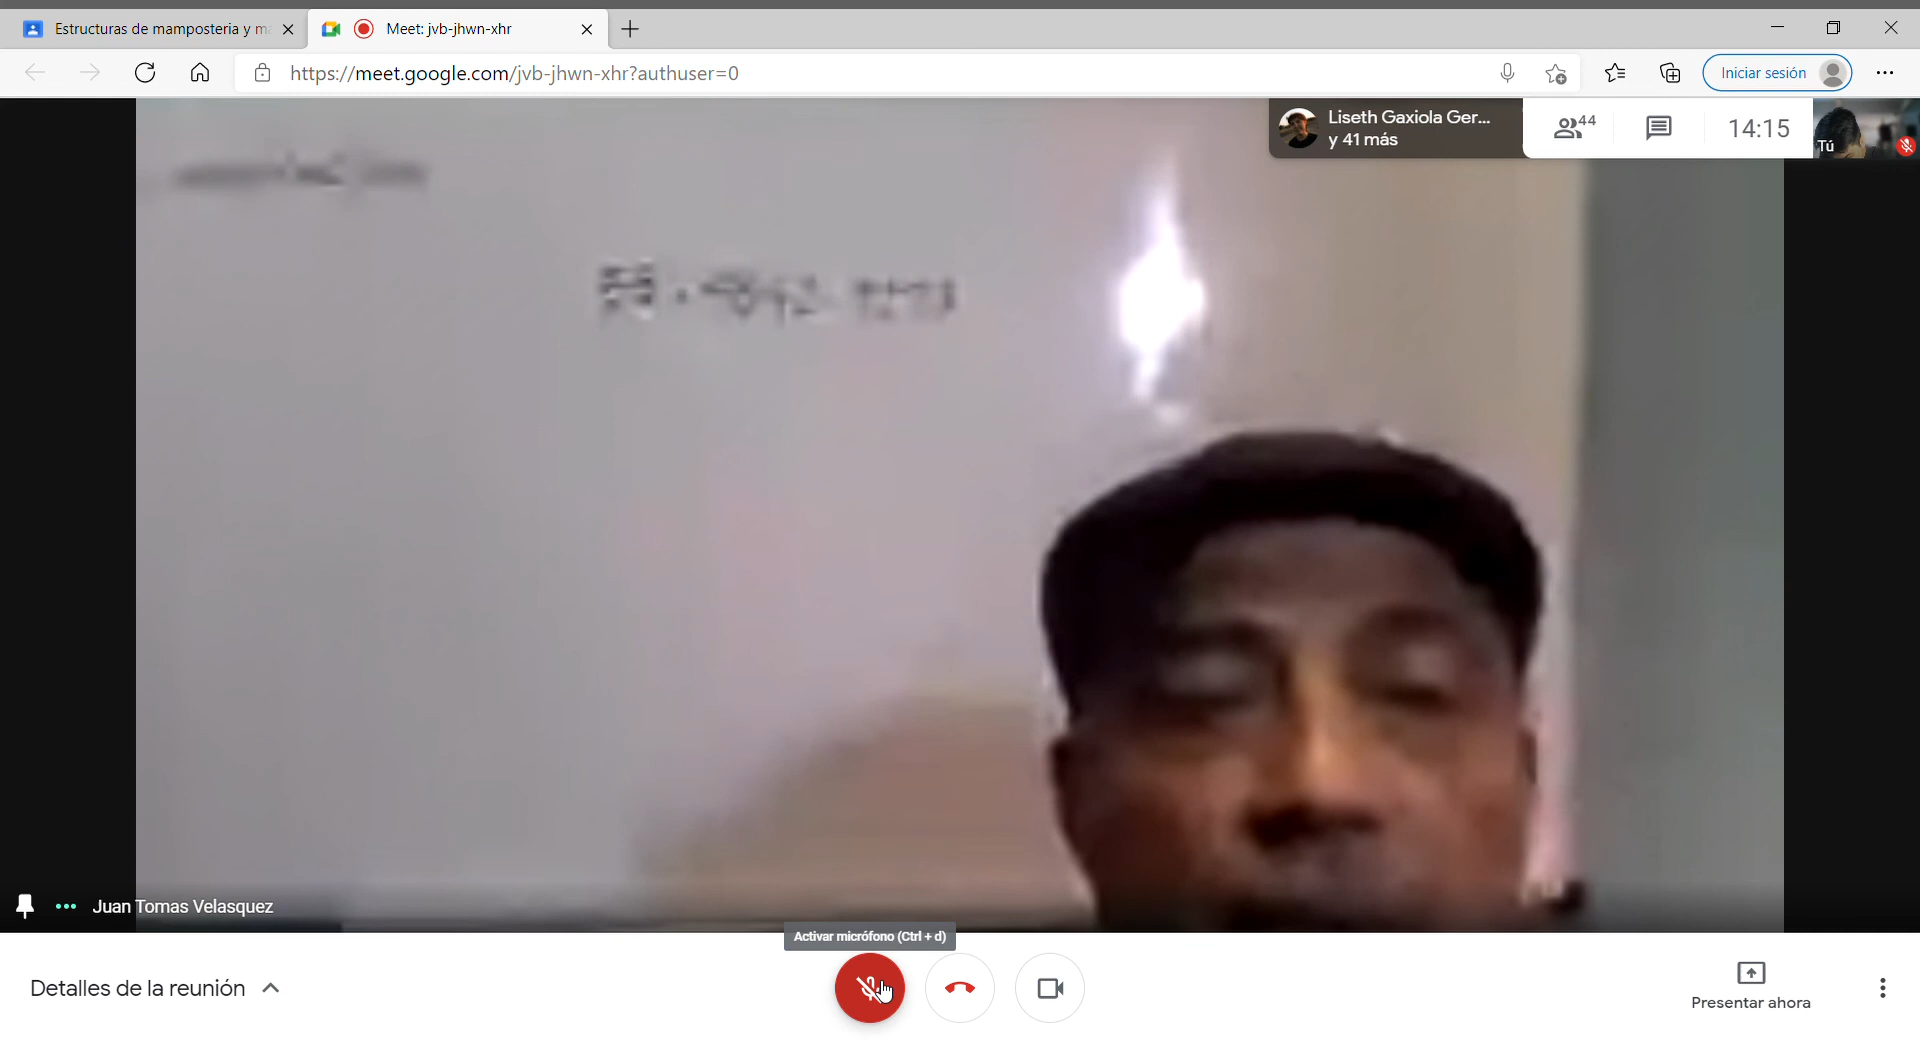 Estructuras de mamposteria y m
Meet: jvb-jhwn-xhr
https://meet.google.com/jvb-jhwn-xhr?authuser=0
Iniciar sesión
Liseth Gaxiola Ger...
y 41 más
44
14:15
Tú
Juan Tomas Velasquez
Activar micrófono (Ctrl + d)
Detalles de la reunión
Presentar ahora